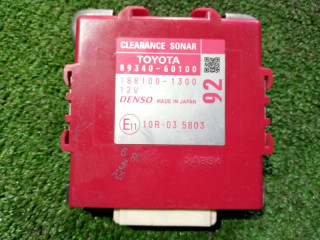 CLEARANCE SONAR
TOYOTA
89340-60100
188100-1300
12V
DENSO MADE IN JAPAN
92
E11 10R-03 5803